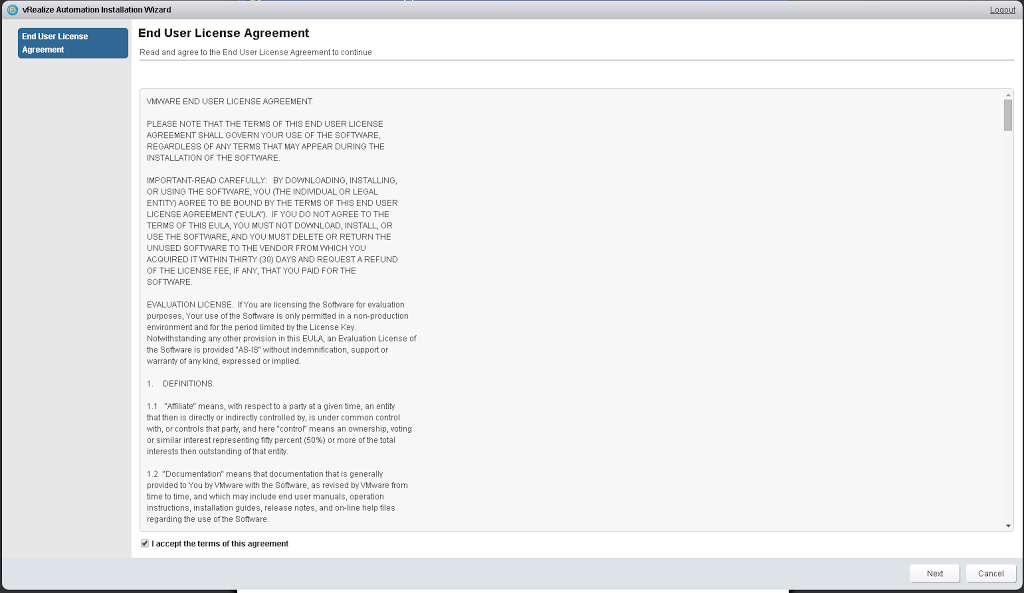 vRealize Automation Installation Wizard
Logout
End User License
Agreement
End User License Agreement
Read and agree to the End User License Agreement to continue
VMWARE END USER LICENSE AGREEMENT
PLEASE NOTE THAT THE TERMS OF THIS END USER LICENSE
AGREEMENT SHALL GOVERN YOUR USE OF THE SOFTWARE,
REGARDLESS OF ANY TERMS THAT MAY APPEAR DURING THE
INSTALLATION OF THE SOFTWARE.
IMPORTANT-READ CAREFULLY:   BY DOWNLOADING, INSTALLING,
OR USING THE SOFTWARE, YOU (THE INDIVIDUAL OR LEGAL
ENTITY) AGREE TO BE BOUND BY THE TERMS OF THIS END USER
LICENSE AGREEMENT ("EULA").  IF YOU DO NOT AGREE TO THE
TERMS OF THIS EULA, YOU MUST NOT DOWNLOAD, INSTALL, OR
USE THE SOFTWARE, AND YOU MUST DELETE OR RETURN THE
UNUSED SOFTWARE TO THE VENDOR FROM WHICH YOU
ACQUIRED IT WITHIN THIRTY (30) DAYS AND REQUEST A REFUND
OF THE LICENSE FEE, IF ANY, THAT YOU PAID FOR THE
SOFTWARE.
EVALUATION LICENSE.  If You are licensing the Software for evaluation
purposes, Your use of the Software is only permitted in a non-production
environment and for the period limited by the License Key.
Notwithstanding any other provision in this EULA, an Evaluation License of
the Software is provided "AS-IS" without indemnification, support or
warranty of any kind, expressed or implied.
1.    DEFINITIONS.
1.1   "Affiliate" means, with respect to a party at a given time, an entity
that then is directly or indirectly controlled by, is under common control
with, or controls that party, and here "control" means an ownership, voting
or similar interest representing fifty percent (50%) or more of the total
interests then outstanding of that entity.
1.2  "Documentation" means that documentation that is generally
provided to You by VMware with the Software, as revised by VMware from
time to time, and which may include end user manuals, operation
instructions, installation guides, release notes, and on-line help files
regarding the use of the Software.
I accept the terms of this agreement
Next
Cancel